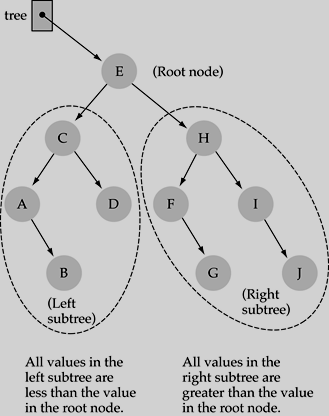 tree
E (Root node)
C H
A D F I
B G J
(Left
subtree)
(Right
subtree)
All values in the
left subtree are
less than the value
in the root node.
All values in the
right subtree are
greater than the value
in the root node.